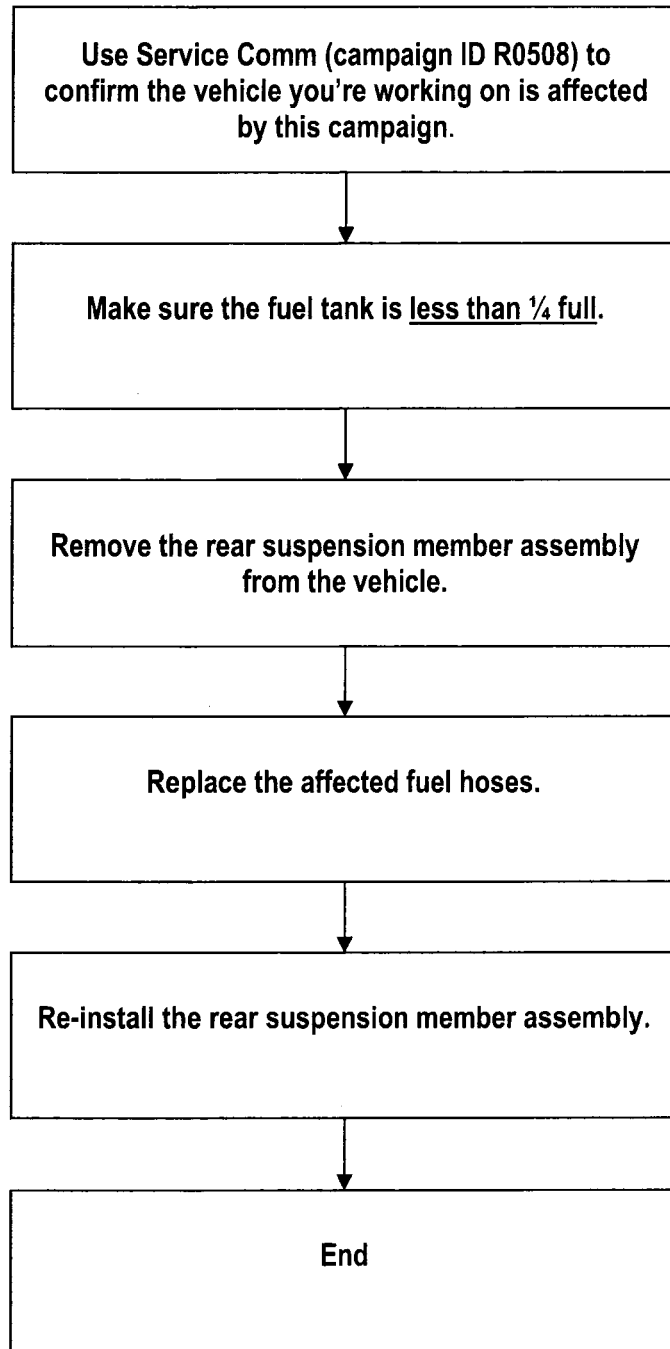 Use Service Comm (campaign ID R0508) to
confirm the vehicle you're working on is affected
by this campaign.
Make sure the fuel tank is less than ¼ full.
Remove the rear suspension member assembly
from the vehicle.
Replace the affected fuel hoses.
Re-install the rear suspension member assembly.
End